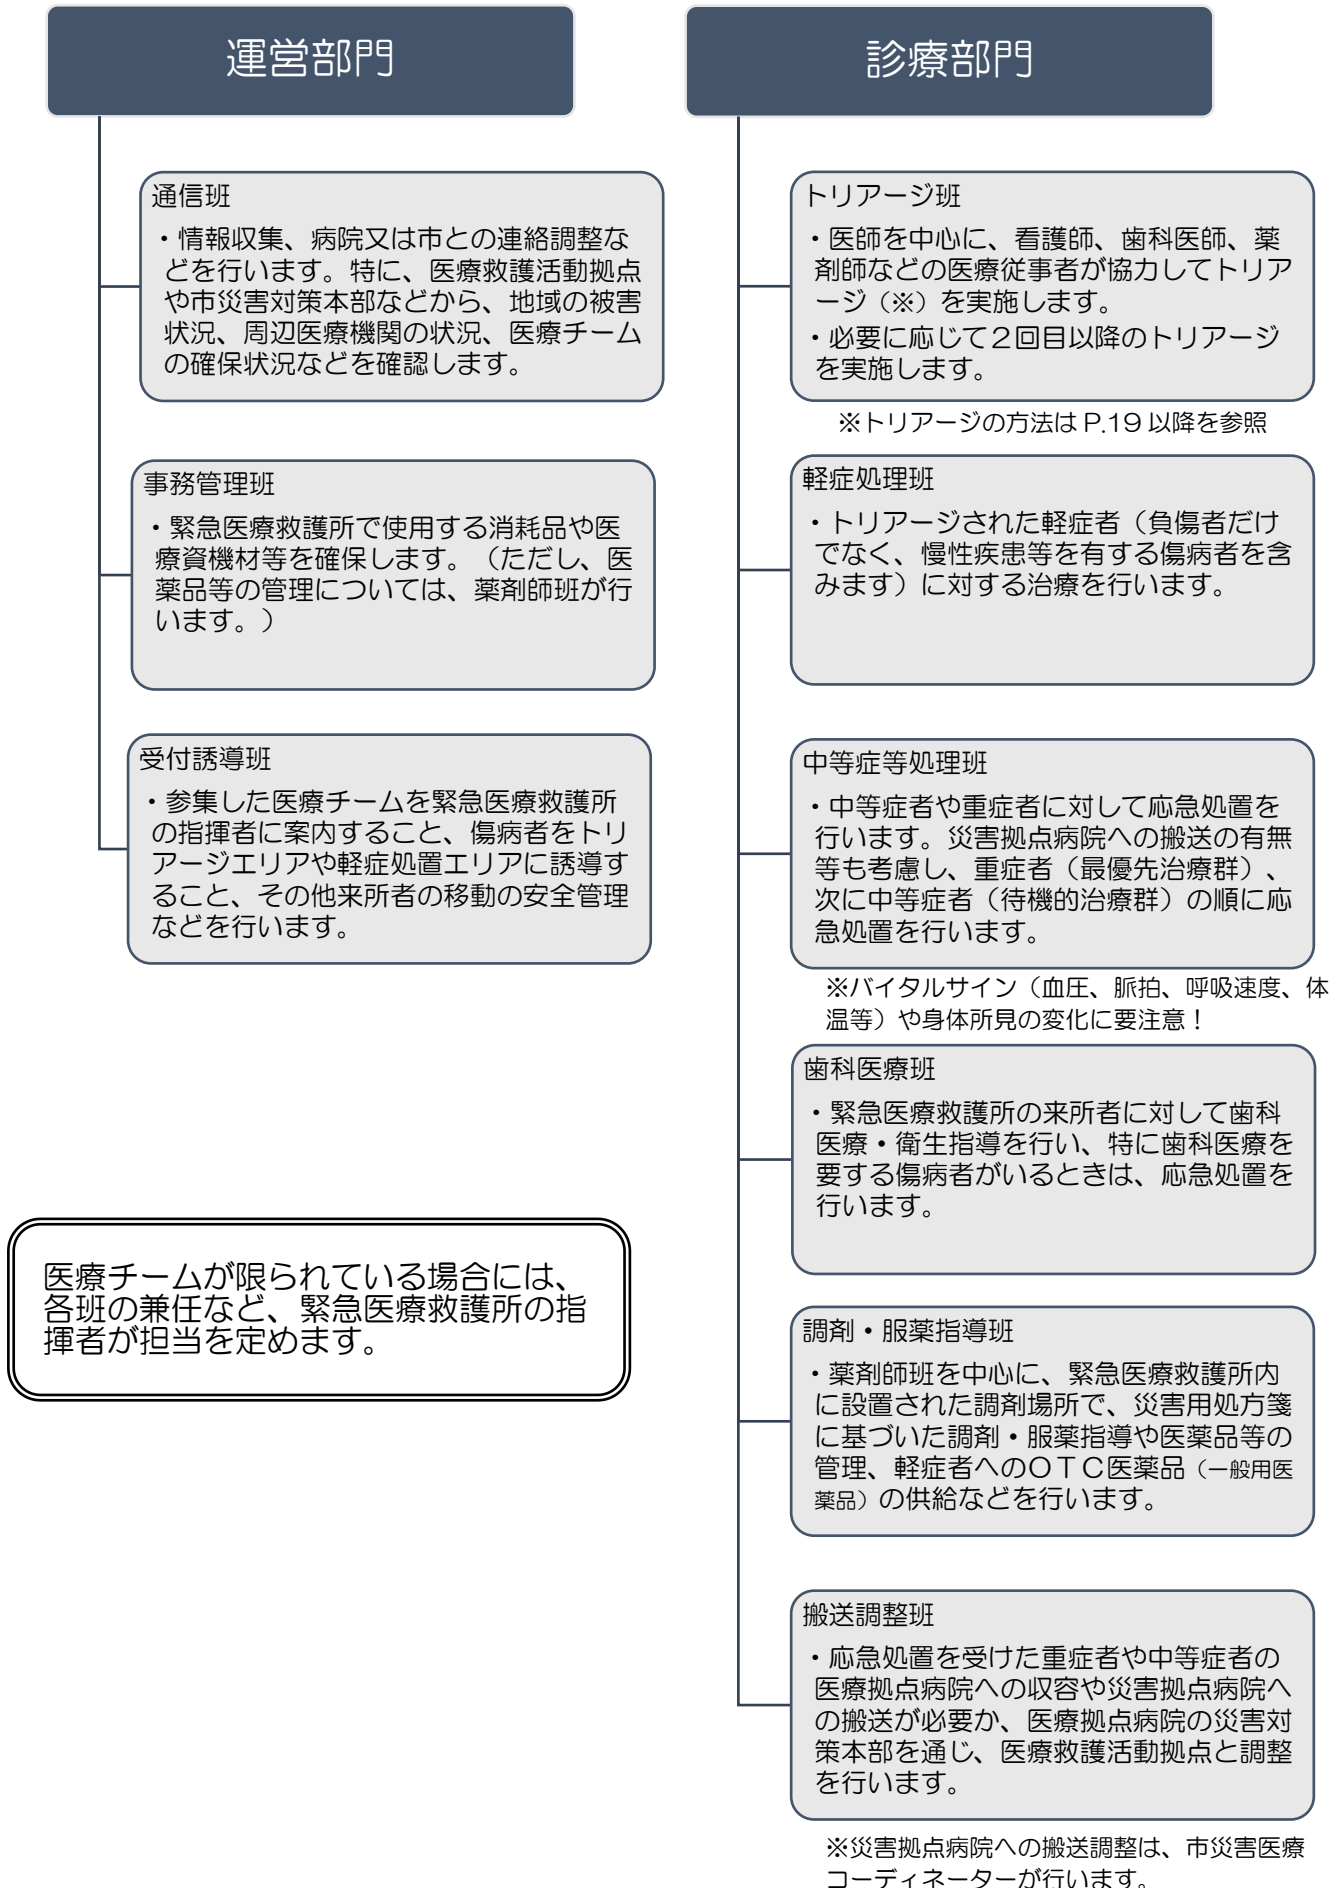 運営部門
通信班
・情報収集、病院又は市との連絡調整な
どを行います。特に、医療救護活動拠点
や市災害対策本部などから、地域の被害
状況、周辺医療機関の状況、医療チーム
の確保状況などを確認します。
事務管理班
・緊急医療救護所で使用する消耗品や医
療資機材等を確保します。（ただし、医
薬品等の管理については、薬剤師班が行
います。）
受付誘導班
・参集した医療チームを緊急医療救護所
の指揮者に案内すること、傷病者をトリ
アージエリアや軽症処置エリアに誘導す
ること、その他来所者の移動の安全管理
などを行います。
医療チームが限られている場合には、
各班の兼任など、緊急医療救護所の指
揮者が担当を定めます。
診療部門
トリアージ班
・医師を中心に、看護師、歯科医師、薬
剤師などの医療従事者が協力してトリア
ージ（※）を実施します。
・必要に応じて２回目以降のトリアージ
を実施します。
※トリアージの方法は P.19 以降を参照
軽症処理班
・トリアージされた軽症者（負傷者だけ
でなく、慢性疾患等を有する傷病者を含
みます）に対する治療を行います。
中等症等処理班
・中等症者や重症者に対して応急処置を
行います。災害拠点病院への搬送の有無
等も考慮し、重症者（最優先治療群）、
次に中等症者（待機的治療群）の順に応
急処置を行います。
※バイタルサイン（血圧、脈拍、呼吸速度、体
温等）や身体所見の変化に要注意！
歯科医療班
・緊急医療救護所の来所者に対して歯科
医療・衛生指導を行い、特に歯科医療を
要する傷病者がいるときは、応急処置を
行います。
調剤・服薬指導班
・薬剤師班を中心に、緊急医療救護所内
に設置された調剤場所で、災害用処方箋
に基づいた調剤・服薬指導や医薬品等の
管理、軽症者へのＯＴＣ医薬品（一般用医
薬品）の供給などを行います。
搬送調整班
・応急処置を受けた重症者や中等症者の
医療拠点病院への収容や災害拠点病院へ
の搬送が必要か、医療拠点病院の災害対
策本部を通じ、医療救護活動拠点と調整
を行います。
※災害拠点病院への搬送調整は、市災害医療
コーディネーターが行います。